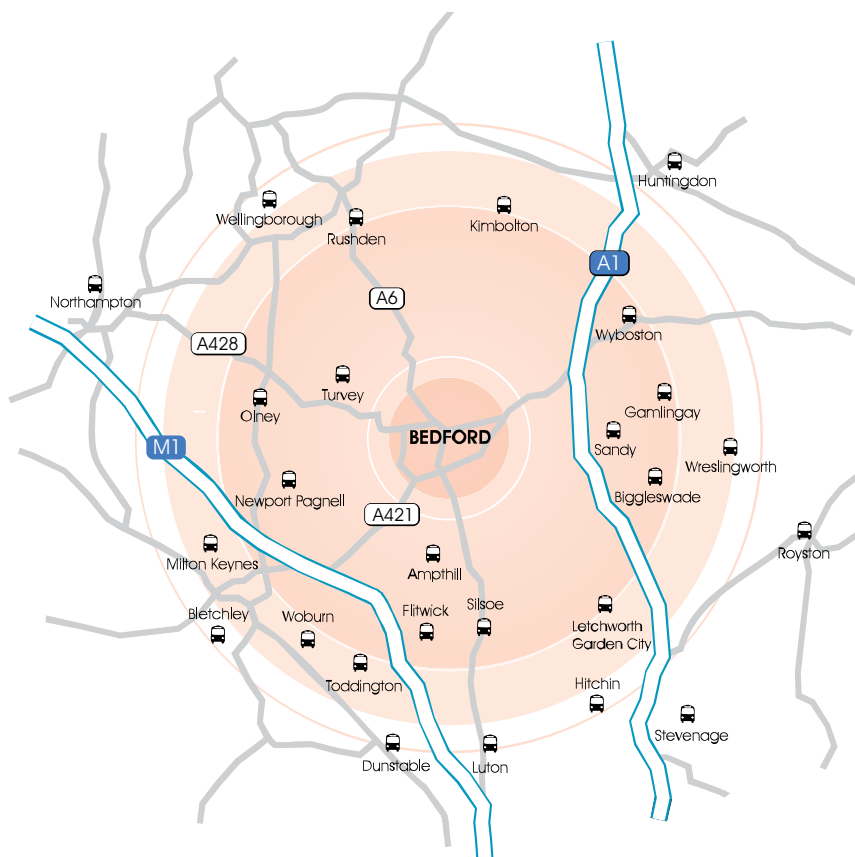 Huntingdon
Wellingborough
Kimbolton
Rushden
A1
Northampton
A6
Wyboston
A428
Turvey
Gamlingay
Olney
BEDFORD
M1
Sandy
Wreslingworth
Newport Pagnell
Biggleswade
A421
Royston
Milton Keynes
Ampthill
Bletchley
Woburn
Flitwick
Silsoe
Letchworth
Garden City
Toddington
Hitchin
Stevenage
Dunstable
Luton